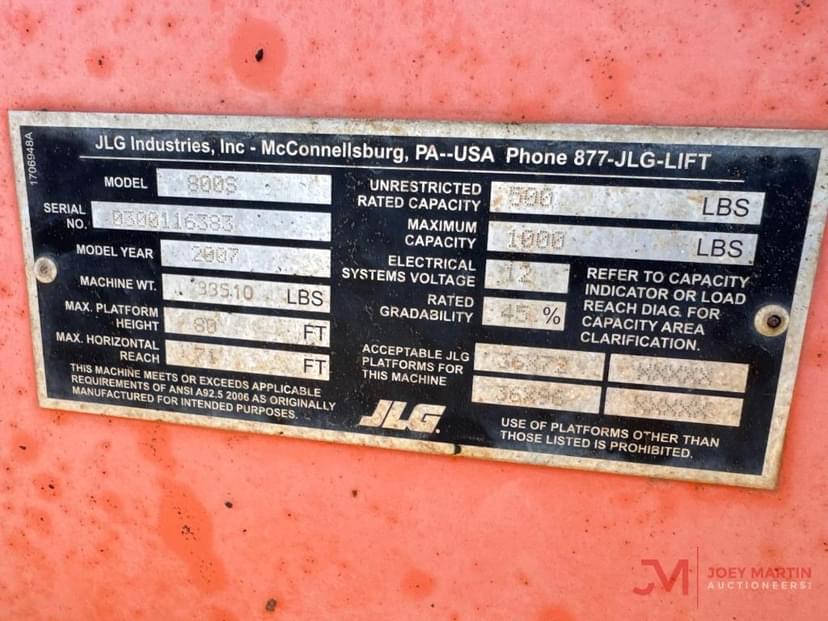 1706948A
JLG Industries, Inc - McConnellsburg, PA--USA Phone 877-JLG-LIFT
MODEL 800S
SERIAL NO. 0300116383
MODEL YEAR 2007
MACHINE WT. 33510 LBS
MAX. PLATFORM HEIGHT 80 FT
MAX. HORIZONTAL REACH 71 FT
THIS MACHINE MEETS OR EXCEEDS APPLICABLE
REQUIREMENTS OF ANSI A92.5 2006 AS ORIGINALLY
MANUFACTURED FOR INTENDED PURPOSES.
UNRESTRICTED RATED CAPACITY 500 LBS
MAXIMUM CAPACITY 1000 LBS
ELECTRICAL SYSTEMS VOLTAGE 12
RATED GRADABILITY 45 %
REFER TO CAPACITY
INDICATOR OR LOAD
REACH DIAG. FOR
CAPACITY AREA
CLARIFICATION.
ACCEPTABLE JLG
PLATFORMS FOR
THIS MACHINE
36X72 XXXXX
36X96 XXXXX
JLG.
USE OF PLATFORMS OTHER THAN
THOSE LISTED IS PROHIBITED.
JM JOEY MARTIN
AUCTIONEERS